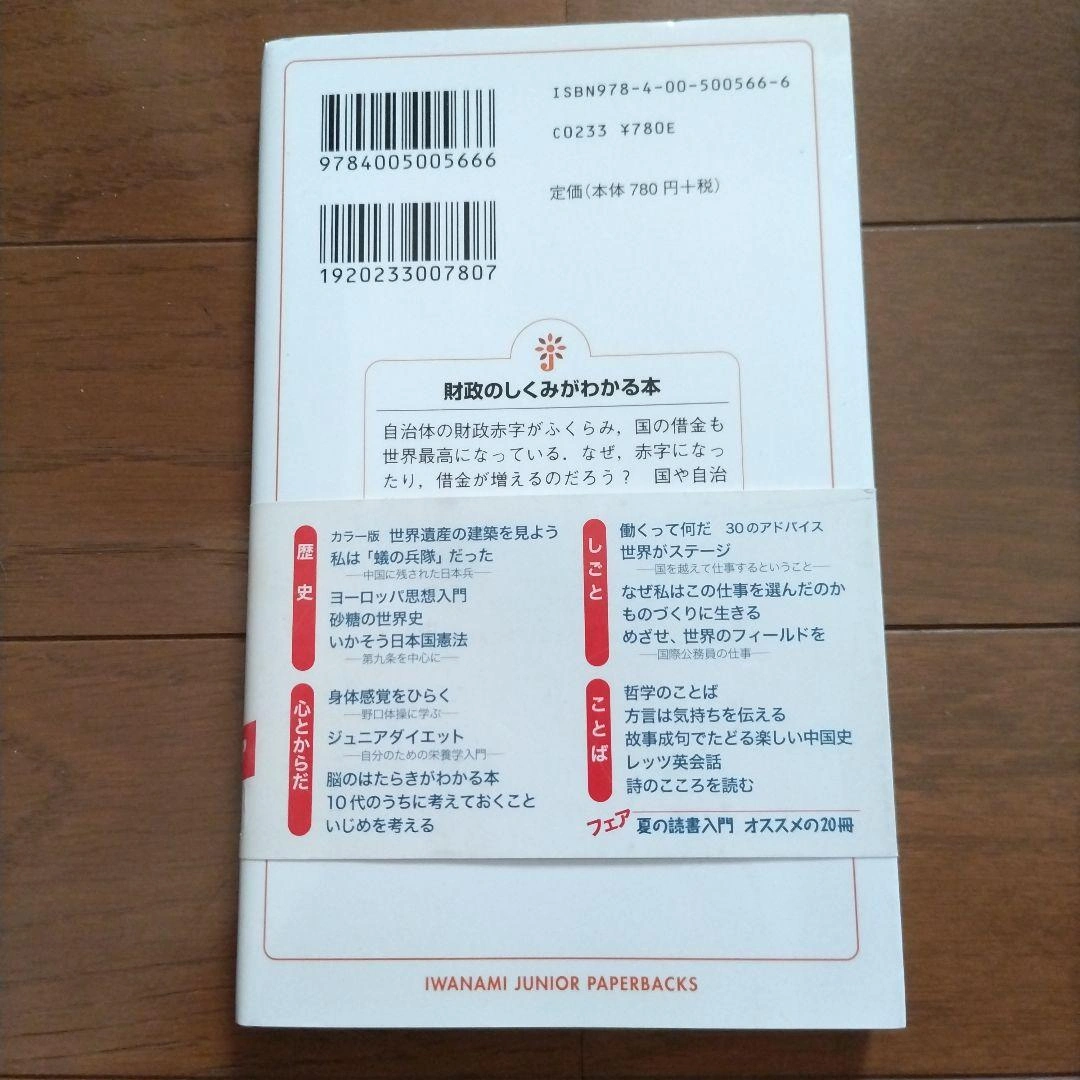 ISBN978-4-00-500566-6
C0233 ¥780E
定価(本体 780 円+税)
9784005005666
1920233007807
財政のしくみがわかる本
自治体の財政赤字がふくらみ,国の借金も
世界最高になっている.なぜ,赤字になっ
たり,借金が増えるのだろう? 国や自治
歴史
カラー版 世界遺産の建築を見よう
私は「蟻の兵隊」だった
―中国に残された日本兵―
ヨーロッパ思想入門
砂糖の世界史
いかそう日本国憲法
―第九条を中心に―
心とからだ
身体感覚をひらく
―野口体操に学ぶ―
ジュニアダイエット
―自分のための栄養学入門―
脳のはたらきがわかる本
10代のうちに考えておくこと
いじめを考える
しごと
働くって何だ 30のアドバイス
世界がステージ
―国を越えて仕事するということ―
なぜ私はこの仕事を選んだのか
ものづくりに生きる
めざせ、世界のフィールドを
―国際公務員の仕事―
ことば
哲学のことば
方言は気持ちを伝える
故事成句でたどる楽しい中国史
レッツ英会話
詩のこころを読む
フェア 夏の読書入門 オススメの20冊
IWANAMI JUNIOR PAPERBACKS